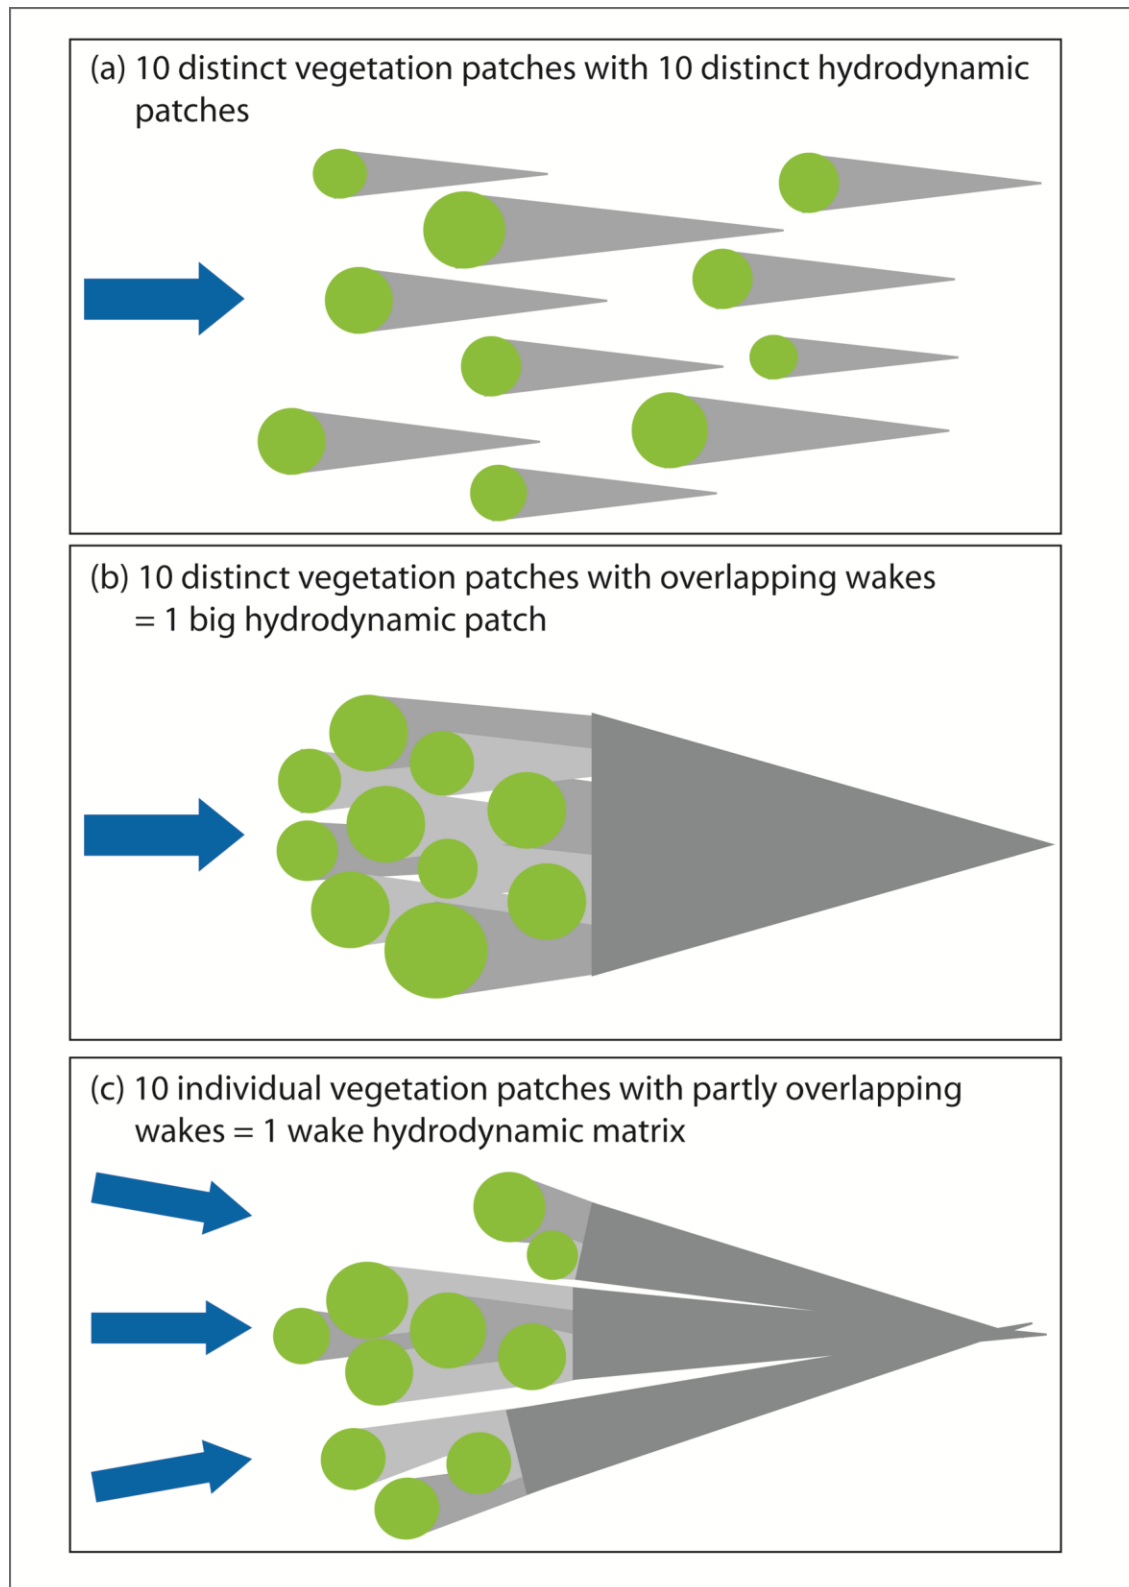 (a) 10 distinct vegetation patches with 10 distinct hydrodynamic
patches
(b) 10 distinct vegetation patches with overlapping wakes
= 1 big hydrodynamic patch
(c) 10 individual vegetation patches with partly overlapping
wakes = 1 wake hydrodynamic matrix